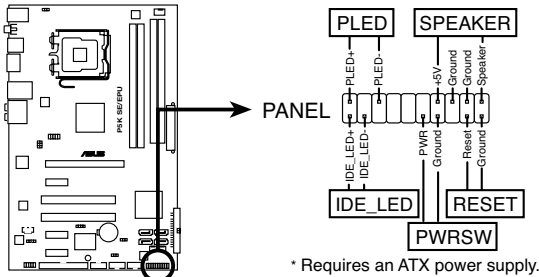 PLED
SPEAKER
PLED+
PLED-
+5V
Ground
Ground
Speaker
P5K SE/EPU
PANEL
ASUS
IDE_LED+
IDE_LED-
PWR
Ground
Reset
Ground
IDE_LED
RESET
PWRSW
* Requires an ATX power supply.